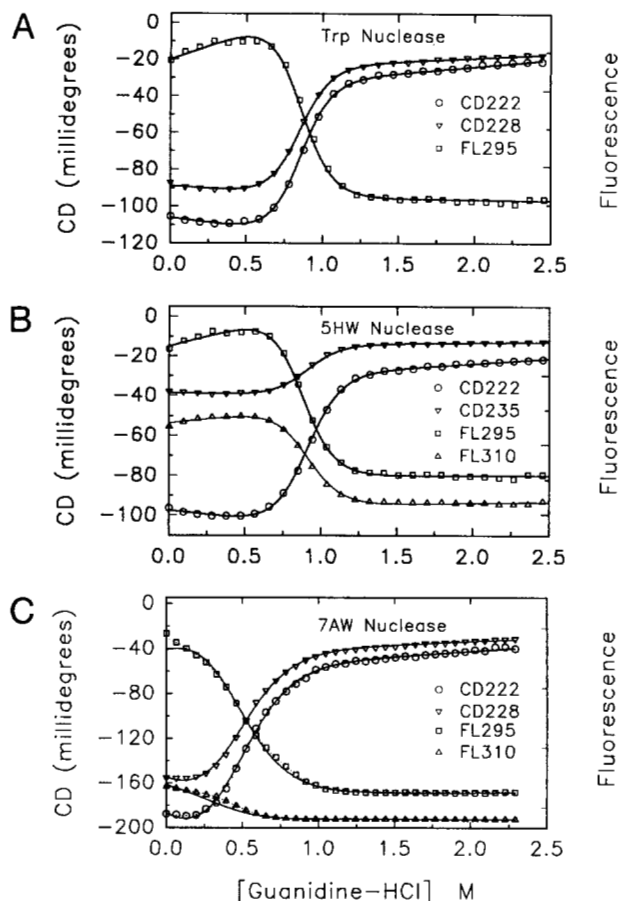 A
Trp Nuclease
CD (millidegrees)
Fluorescence
0
−20
−40
−60
−80
−100
−120
CD222
CD228
FL295
0.0 0.5 1.0 1.5 2.0 2.5
B
5HW Nuclease
CD (millidegrees)
Fluorescence
0
−20
−40
−60
−80
−100
CD222
CD235
FL295
FL310
0.0 0.5 1.0 1.5 2.0 2.5
C
7AW Nuclease
CD (millidegrees)
Fluorescence
0
−40
−80
−120
−160
−200
CD222
CD228
FL295
FL310
0.0 0.5 1.0 1.5 2.0 2.5
[Guanidine−HCl] M